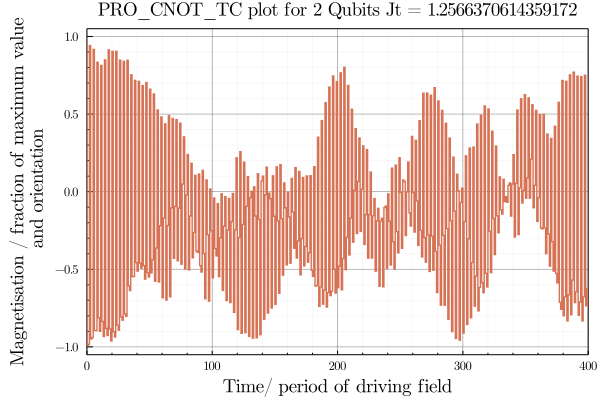 PRO_CNOT_TC plot for 2 Qubits Jt = 1.2566370614359172
Magnetisation / fraction of maximum value
and orientation
1.0
0.5
0.0
−0.5
−1.0
0 100 200 300 400
Time/ period of driving field